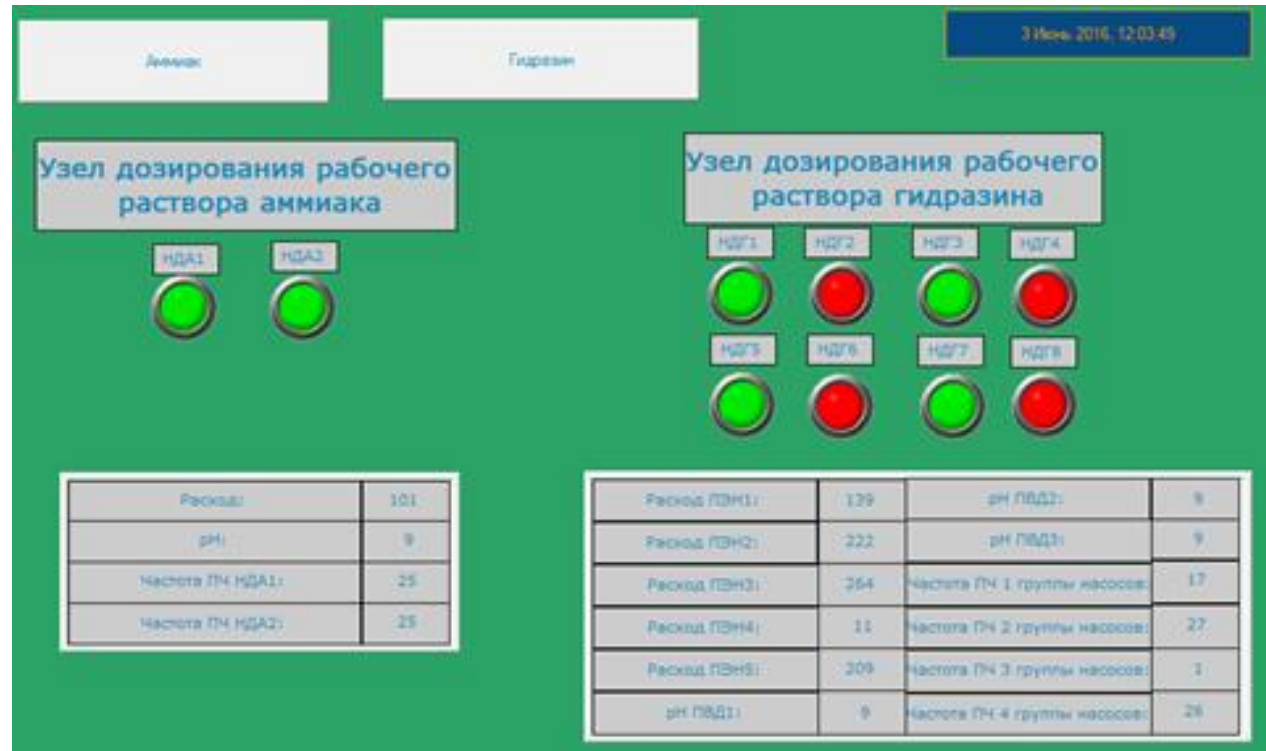 Аммиак
Гидразин
3 Июнь 2016, 12:03:49
Узел дозирования рабочего
раствора аммиака
Узел дозирования рабочего
раствора гидразина
НДА1
НДА2
НДГ1
НДГ2
НДГ3
НДГ4
НДГ5
НДГ6
НДГ7
НДГ8
Расход: 101
pH: 9
Частота ПЧ НДА1: 25
Частота ПЧ НДА2: 25
Расход ПЭН1: 139 pH ПВД2: 9
Расход ПЭН2: 222 pH ПВД3: 9
Расход ПЭН3: 264 Частота ПЧ 1 группы насосов: 17
Расход ПЭН4: 11 Частота ПЧ 2 группы насосов: 27
Расход ПЭН5: 209 Частота ПЧ 3 группы насосов: 1
pH ПВД1: 9 Частота ПЧ 4 группы насосов: 26